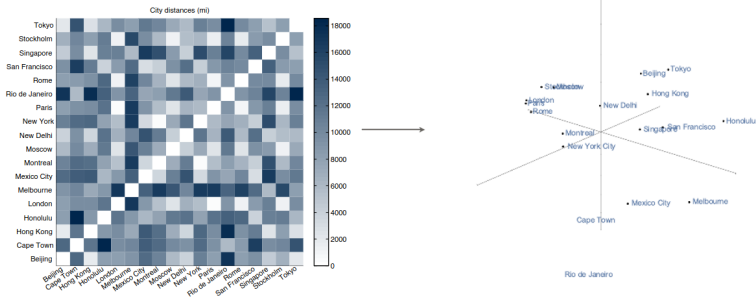 City distances (mi)
Tokyo
Stockholm
Singapore
San Francisco
Rome
Rio de Janeiro
Paris
New York
New Delhi
Moscow
Montreal
Mexico City
Melbourne
London
Honolulu
Hong Kong
Cape Town
Beijing
Beijing
Cape Town
Hong Kong
Honolulu
London
Melbourne
Mexico City
Montreal
Moscow
New Delhi
New York
Paris
Rio de Janeiro
Rome
San Francisco
Singapore
Stockholm
Tokyo
18000
16000
14000
12000
10000
8000
6000
4000
2000
0
Tokyo
Beijing
Stockholm
Moscow
Hong Kong
London
Paris
New Delhi
Rome
Honolulu
San Francisco
Singapore
Montreal
New York City
Mexico City
Melbourne
Cape Town
Rio de Janeiro